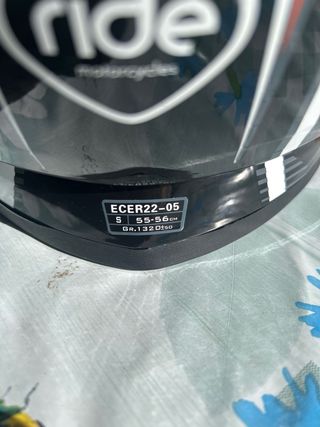 ride
motorcycles
ECER22-05
S 55-56CM
GR.1320±50